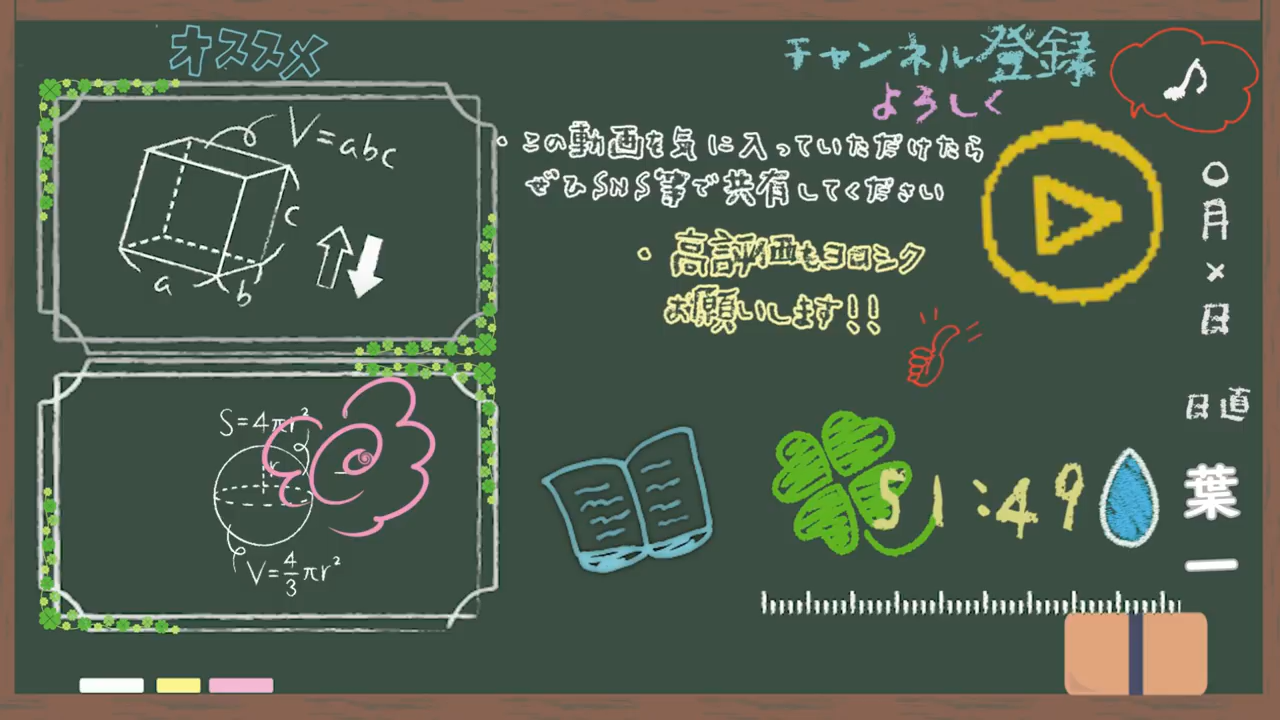 オススメ
V=abc
a
b
c
S=4πr²
r
V=4/3πr²
チャンネル登録
よろしく
・この動画を気に入っていただけたら
ぜひSNS等で共有してください
・高評価もヨロシク
お願いします!!
51:49
○月×日
日直
葉一